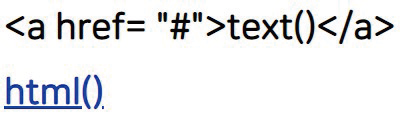 <a href= "#">text()</a>
html()